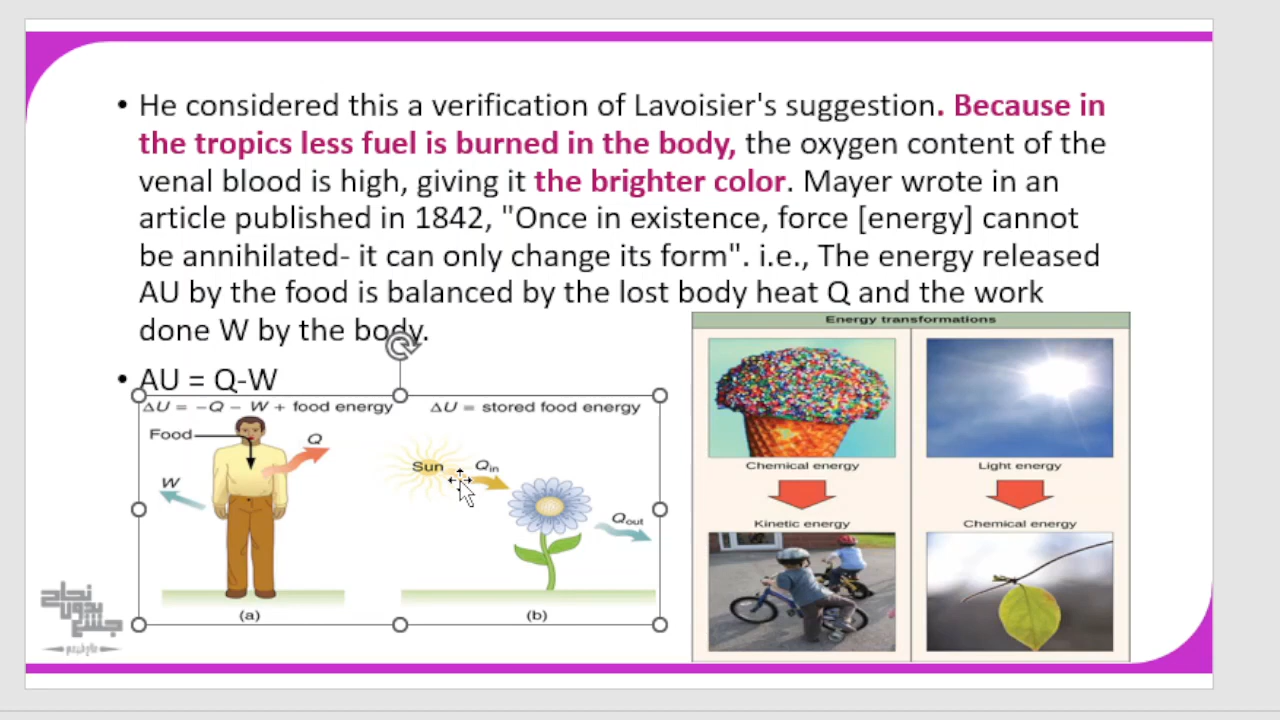 • He considered this a verification of Lavoisier's suggestion. Because in
the tropics less fuel is burned in the body, the oxygen content of the
venal blood is high, giving it the brighter color. Mayer wrote in an
article published in 1842, "Once in existence, force [energy] cannot
be annihilated- it can only change its form". i.e., The energy released
AU by the food is balanced by the lost body heat Q and the work
done W by the body.
• AU = Q-W
ΔU = -Q - W + food energy
Food
Q
W
(a)
ΔU = stored food energy
Sun
Qin
Qout
(b)
Energy transformations
Chemical energy
Light energy
Kinetic energy
Chemical energy
نجاح
بدون